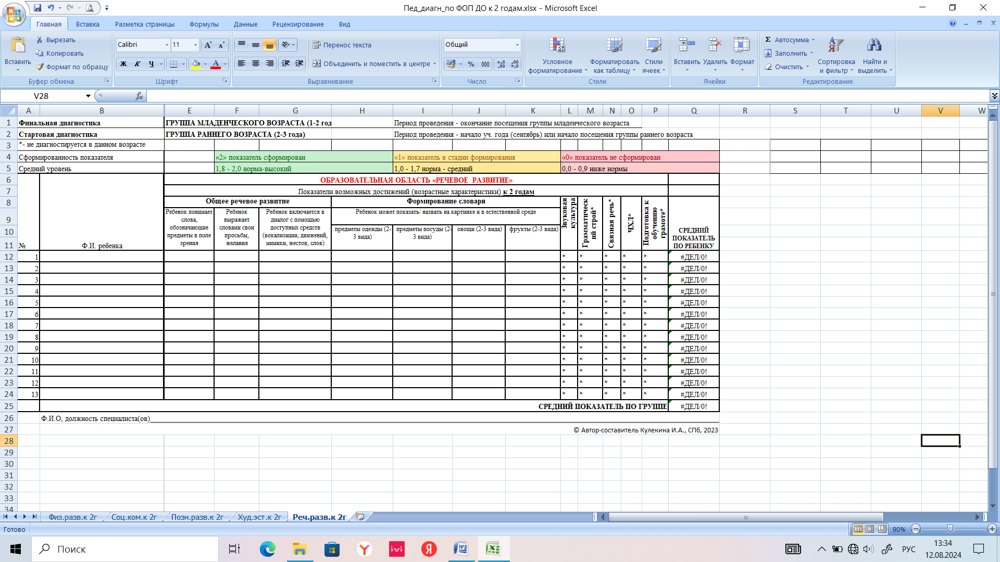 Пед_диагн_по ФОП ДО к 2 годам.xlsx - Microsoft Excel
Главная Вставка Разметка страницы Формулы Данные Рецензирование Вид
Вставить Вырезать Копировать Формат по образцу Буфер обмена
Calibri 11 Ж К Ч Шрифт
Перенос текста Объединить и поместить в центре Выравнивание
Общий % 000 Число
Условное форматирование Форматировать как таблицу Стили ячеек Стили
Вставить Удалить Формат Ячейки
Σ Автосумма Заполнить Очистить Сортировка и фильтр Найти и выделить Редактирование
V28 fx
A B E F G H I J K L M N O P Q R S T U V W
1 Финальная диагностика ГРУППА МЛАДЕНЧЕСКОГО ВОЗРАСТА (1-2 год Период проведения - окончание посещения группы младенческого возраста
2 Стартовая диагностика ГРУППА РАННЕГО ВОЗРАСТА (2-3 года) Период проведения - начало уч. года (сентябрь) или начало посещения группы раннего возраста
3 *- не диагностируется в данном возрасте
4 Сформированность показателя «2» показатель сформирован «1» показатель в стадии формирования «0» показатель не сформирован
5 Средний уровень 1,8 - 2,0 норма-высокий 1,0 - 1,7 норма - средний 0,0 - 0,9 ниже нормы
6 ОБРАЗОВАТЕЛЬНАЯ ОБЛАСТЬ «РЕЧЕВОЕ РАЗВИТИЕ»
7 Показатели возможных достижений (возрастные характеристики) к 2 годам
8 Общее речевое развитие Формирование словаря
9
10
11 № Ф.И. ребенка
Ребенок понимает слова, обозначающие предметы в поле зрения
Ребенок выражает словами свои просьбы, желания
Ребенок включается в диалог с помощью доступных средств (вокализации, движений, мимики, жестов, слов)
Ребенок может показать/ назвать на картинке и в естественной среде
предметы одежды (2-3 вида) предметы посуды (2-3 вида) овощи (2-3 вида) фрукты (2-3 вида)
Звуковая культура
Грамматическ ий строй*
Связная речь*
ЧХЛ*
Подготовка к обучению грамоте*
СРЕДНИЙ ПОКАЗАТЕЛЬ ПО РЕБЕНКУ
12 1 * * * * * #ДЕЛ/0!
13 2 * * * * * #ДЕЛ/0!
14 3 * * * * * #ДЕЛ/0!
15 4 * * * * * #ДЕЛ/0!
16 5 * * * * * #ДЕЛ/0!
17 6 * * * * * #ДЕЛ/0!
18 7 * * * * * #ДЕЛ/0!
19 8 * * * * * #ДЕЛ/0!
20 9 * * * * * #ДЕЛ/0!
21 10 * * * * * #ДЕЛ/0!
22 11 * * * * * #ДЕЛ/0!
23 12 * * * * * #ДЕЛ/0!
24 13 * * * * * #ДЕЛ/0!
25 СРЕДНИЙ ПОКАЗАТЕЛЬ ПО ГРУППЕ #ДЕЛ/0!
26 Ф.И.О, должность специалиста(ов)
27 © Автор-составитель Кулекина И.А., СПб, 2023
28
29
30
31
32
33
34
Физ.разв.к 2г Соц.ком.к 2г Позн.разв.к 2г Худ.эст.к 2г Реч.разв.к 2г
Готово 90%
Поиск ivi Я РУС 13:34
12.08.2024